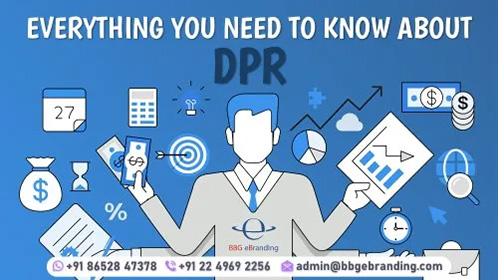 EVERYTHING YOU NEED TO KNOW ABOUT
DPR
27
$
$
$
%
BBG eBranding
+91 86528 47378 +91 22 4969 2256 admin@bbgebranding.com